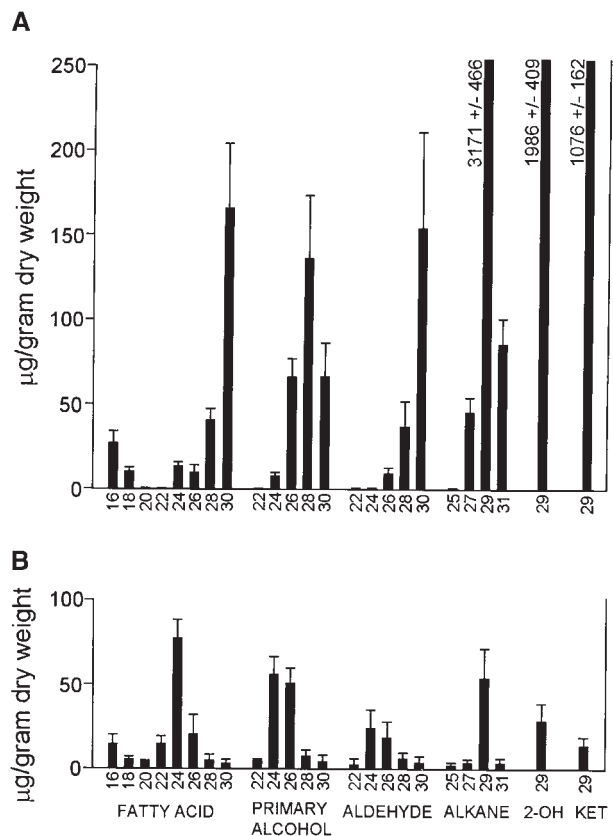 A
250
200
150
100
50
0
µg/gram dry weight
3171 +/- 466
1986 +/- 409
1076 +/- 162
16 18 20 22 24 26 28 30 22 24 26 28 30 22 24 26 28 30 25 27 29 31 29 29
B
100
50
0
µg/gram dry weight
16 18 20 22 24 26 28 30 22 24 26 28 30 22 24 26 28 30 25 27 29 31 29 29
FATTY ACID PRIMARY ALDEHYDE ALKANE 2-OH KET
ALCOHOL